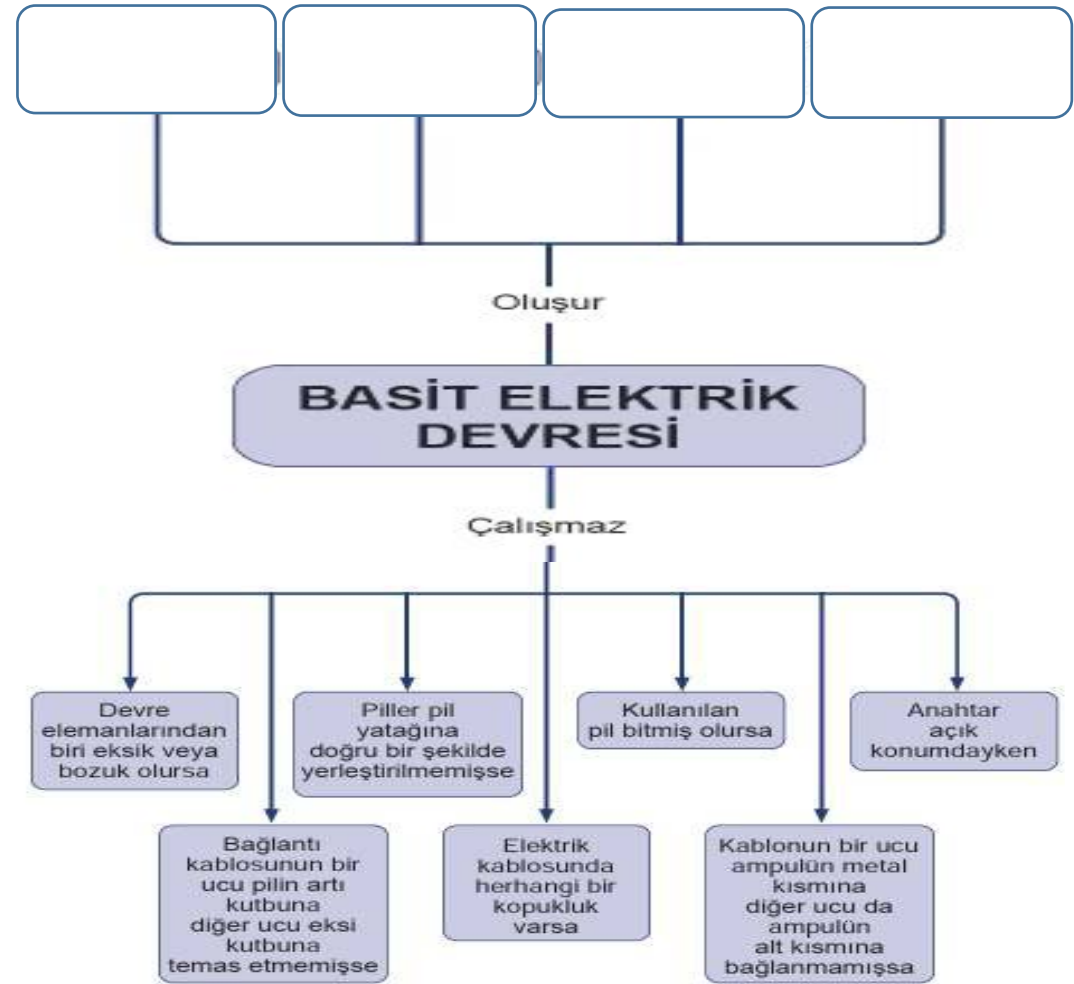 Oluşur
BASİT ELEKTRİK
DEVRESİ
Çalışmaz
Devre
elemanlarından
biri eksik veya
bozuk olursa
Piller pil
yatağına
doğru bir şekilde
yerleştirilmemişse
Kullanılan
pil bitmiş olursa
Anahtar
açık
konumdayken
Bağlantı
kablosunun bir
ucu pilin artı
kutbuna
diğer ucu eksi
kutbuna
temas etmemişse
Elektrik
kablosunda
herhangi bir
kopukluk
varsa
Kablonun bir ucu
ampulün metal
kısmına
diğer ucu da
ampulün
alt kısmına
bağlanmamışsa